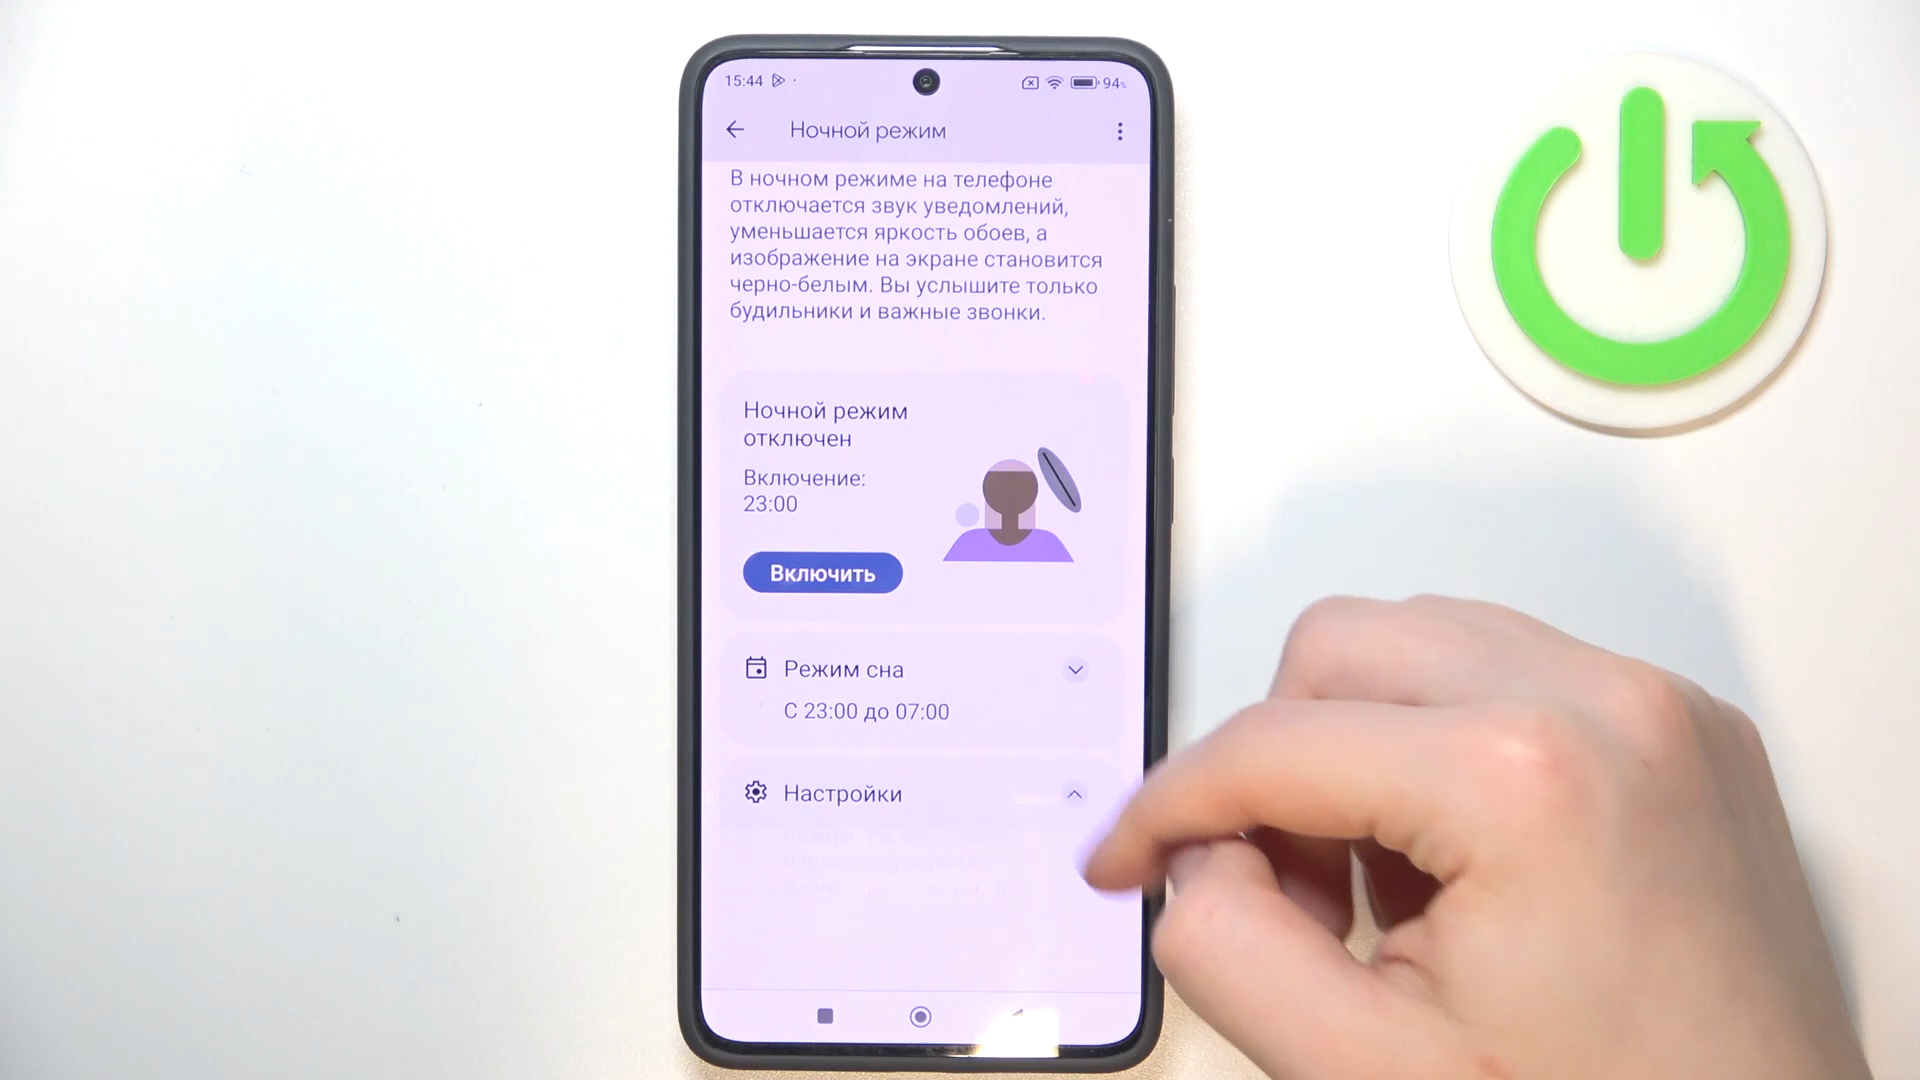 15:44
94%
Ночной режим
В ночном режиме на телефоне
отключается звук уведомлений,
уменьшается яркость обоев, а
изображение на экране становится
черно-белым. Вы услышите только
будильники и важные звонки.
Ночной режим
отключен
Включение:
23:00
Включить
Режим сна
С 23:00 до 07:00
Настройки